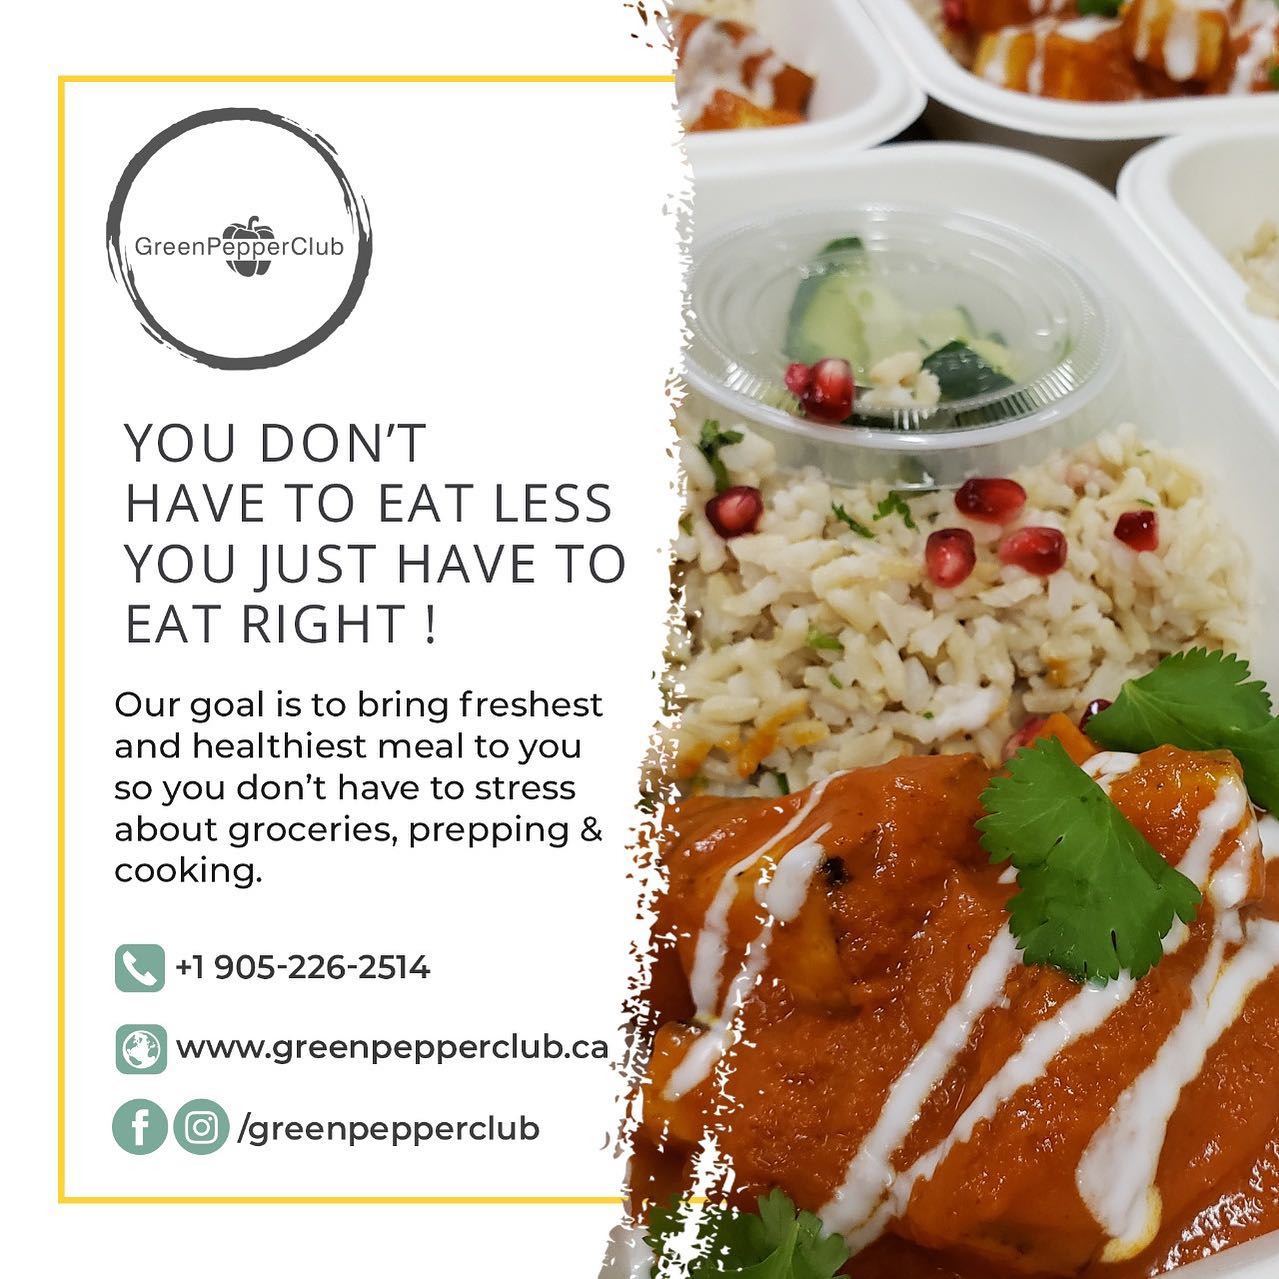 GreenPepperClub
YOU DON'T
HAVE TO EAT LESS
YOU JUST HAVE TO
EAT RIGHT !
Our goal is to bring freshest
and healthiest meal to you
so you don't have to stress
about groceries, prepping &
cooking.
+1 905-226-2514
www.greenpepperclub.ca
/greenpepperclub